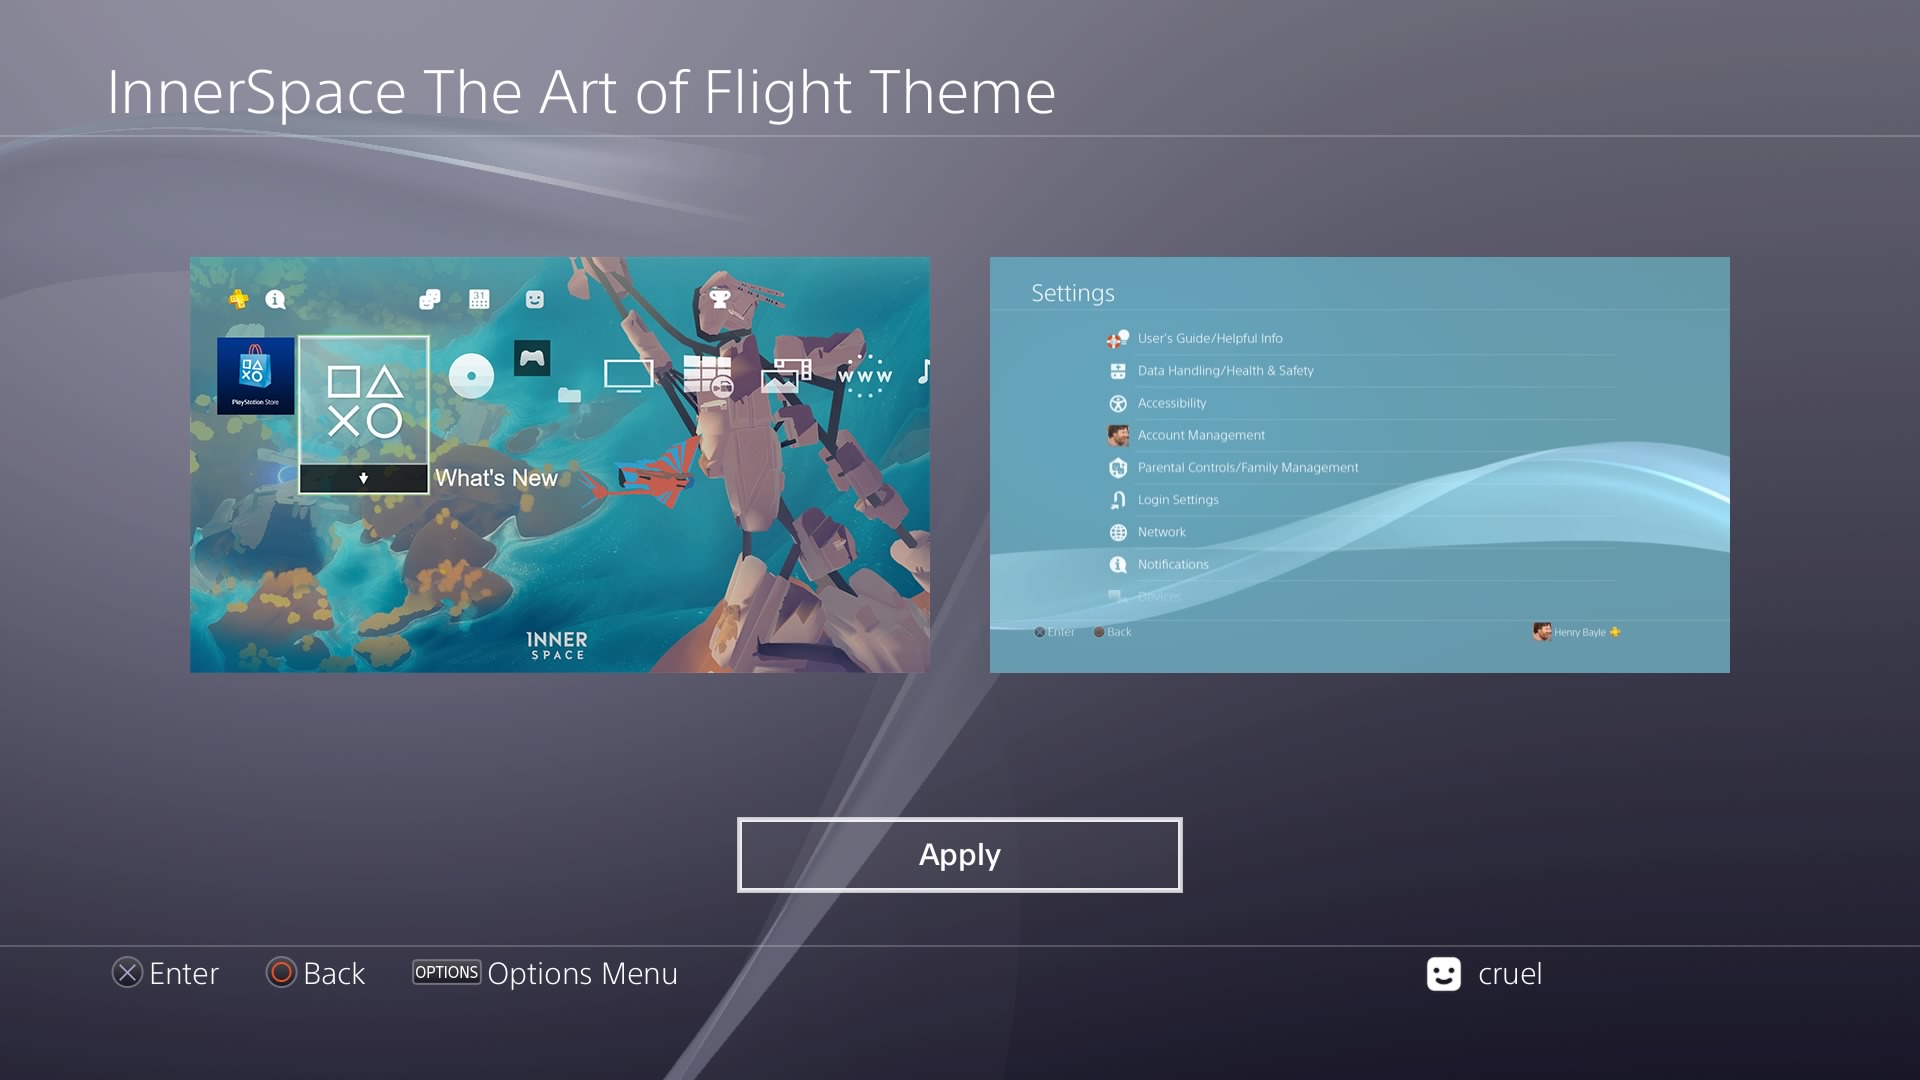 InnerSpace The Art of Flight Theme
31
PlayStation Store
www
What's New
INNER
SPACE
Settings
User's Guide/Helpful Info
Data Handling/Health & Safety
Accessibility
Account Management
Parental Controls/Family Management
Login Settings
Network
Notifications
Devices
Enter Back Henry Bayle
Apply
Enter Back OPTIONS Options Menu cruel